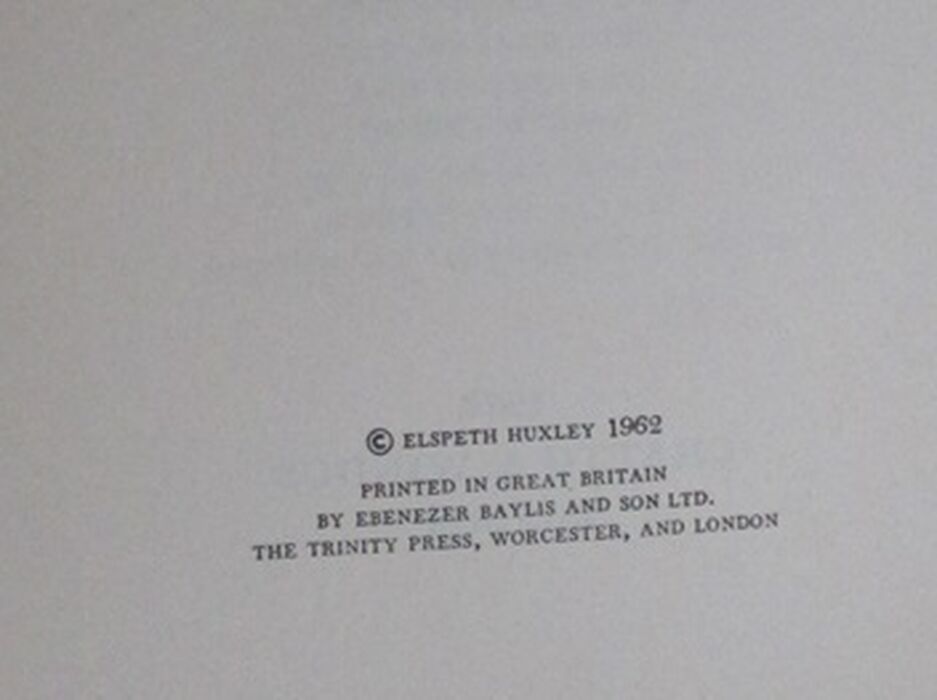 © ELSPETH HUXLEY 1962
PRINTED IN GREAT BRITAIN
BY EBENEZER BAYLIS AND SON LTD.
THE TRINITY PRESS, WORCESTER, AND LONDON